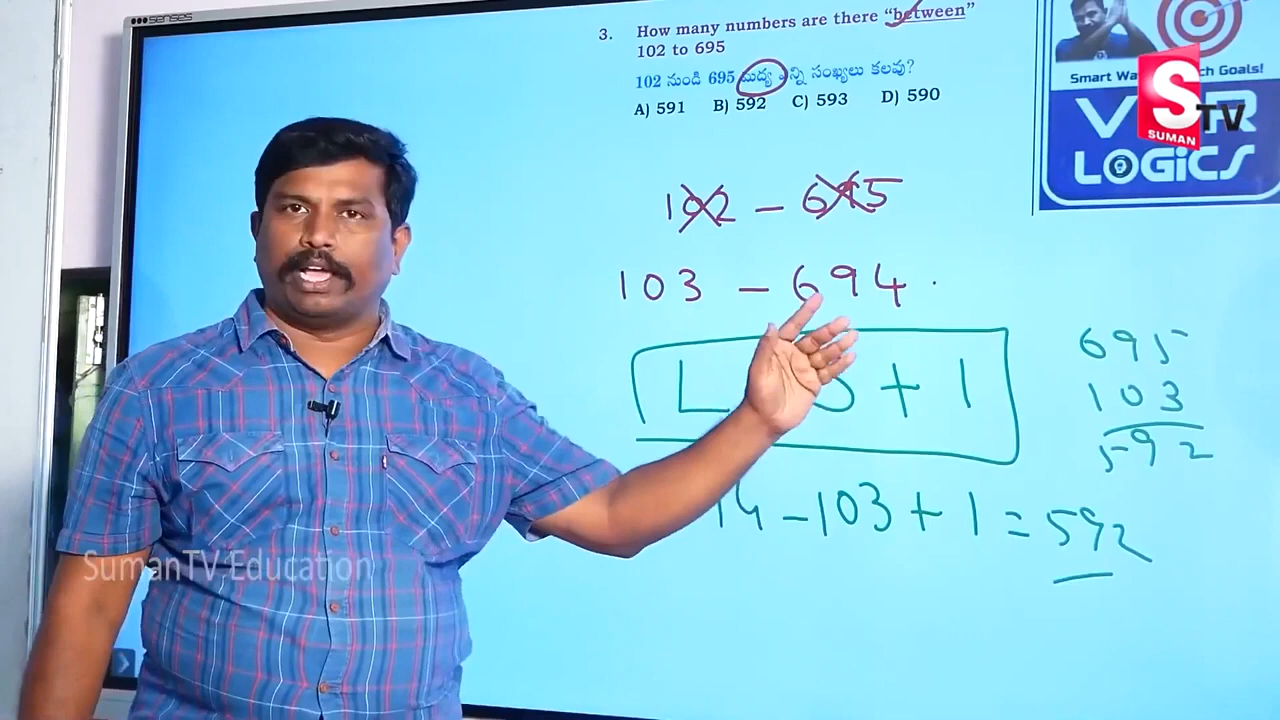 senses
3. How many numbers are there “between”
102 to 695
102 నుండి 695 మధ్య ఎన్ని సంఖ్యలు కలవు?
A) 591 B) 592 C) 593 D) 590
Smart Wa ch Goals!
S TV
SUMAN
V R
LOGiCS
102 – 695
103 – 694
L + 1
695
103
592
94 – 103 + 1 = 592
SumanTV Education